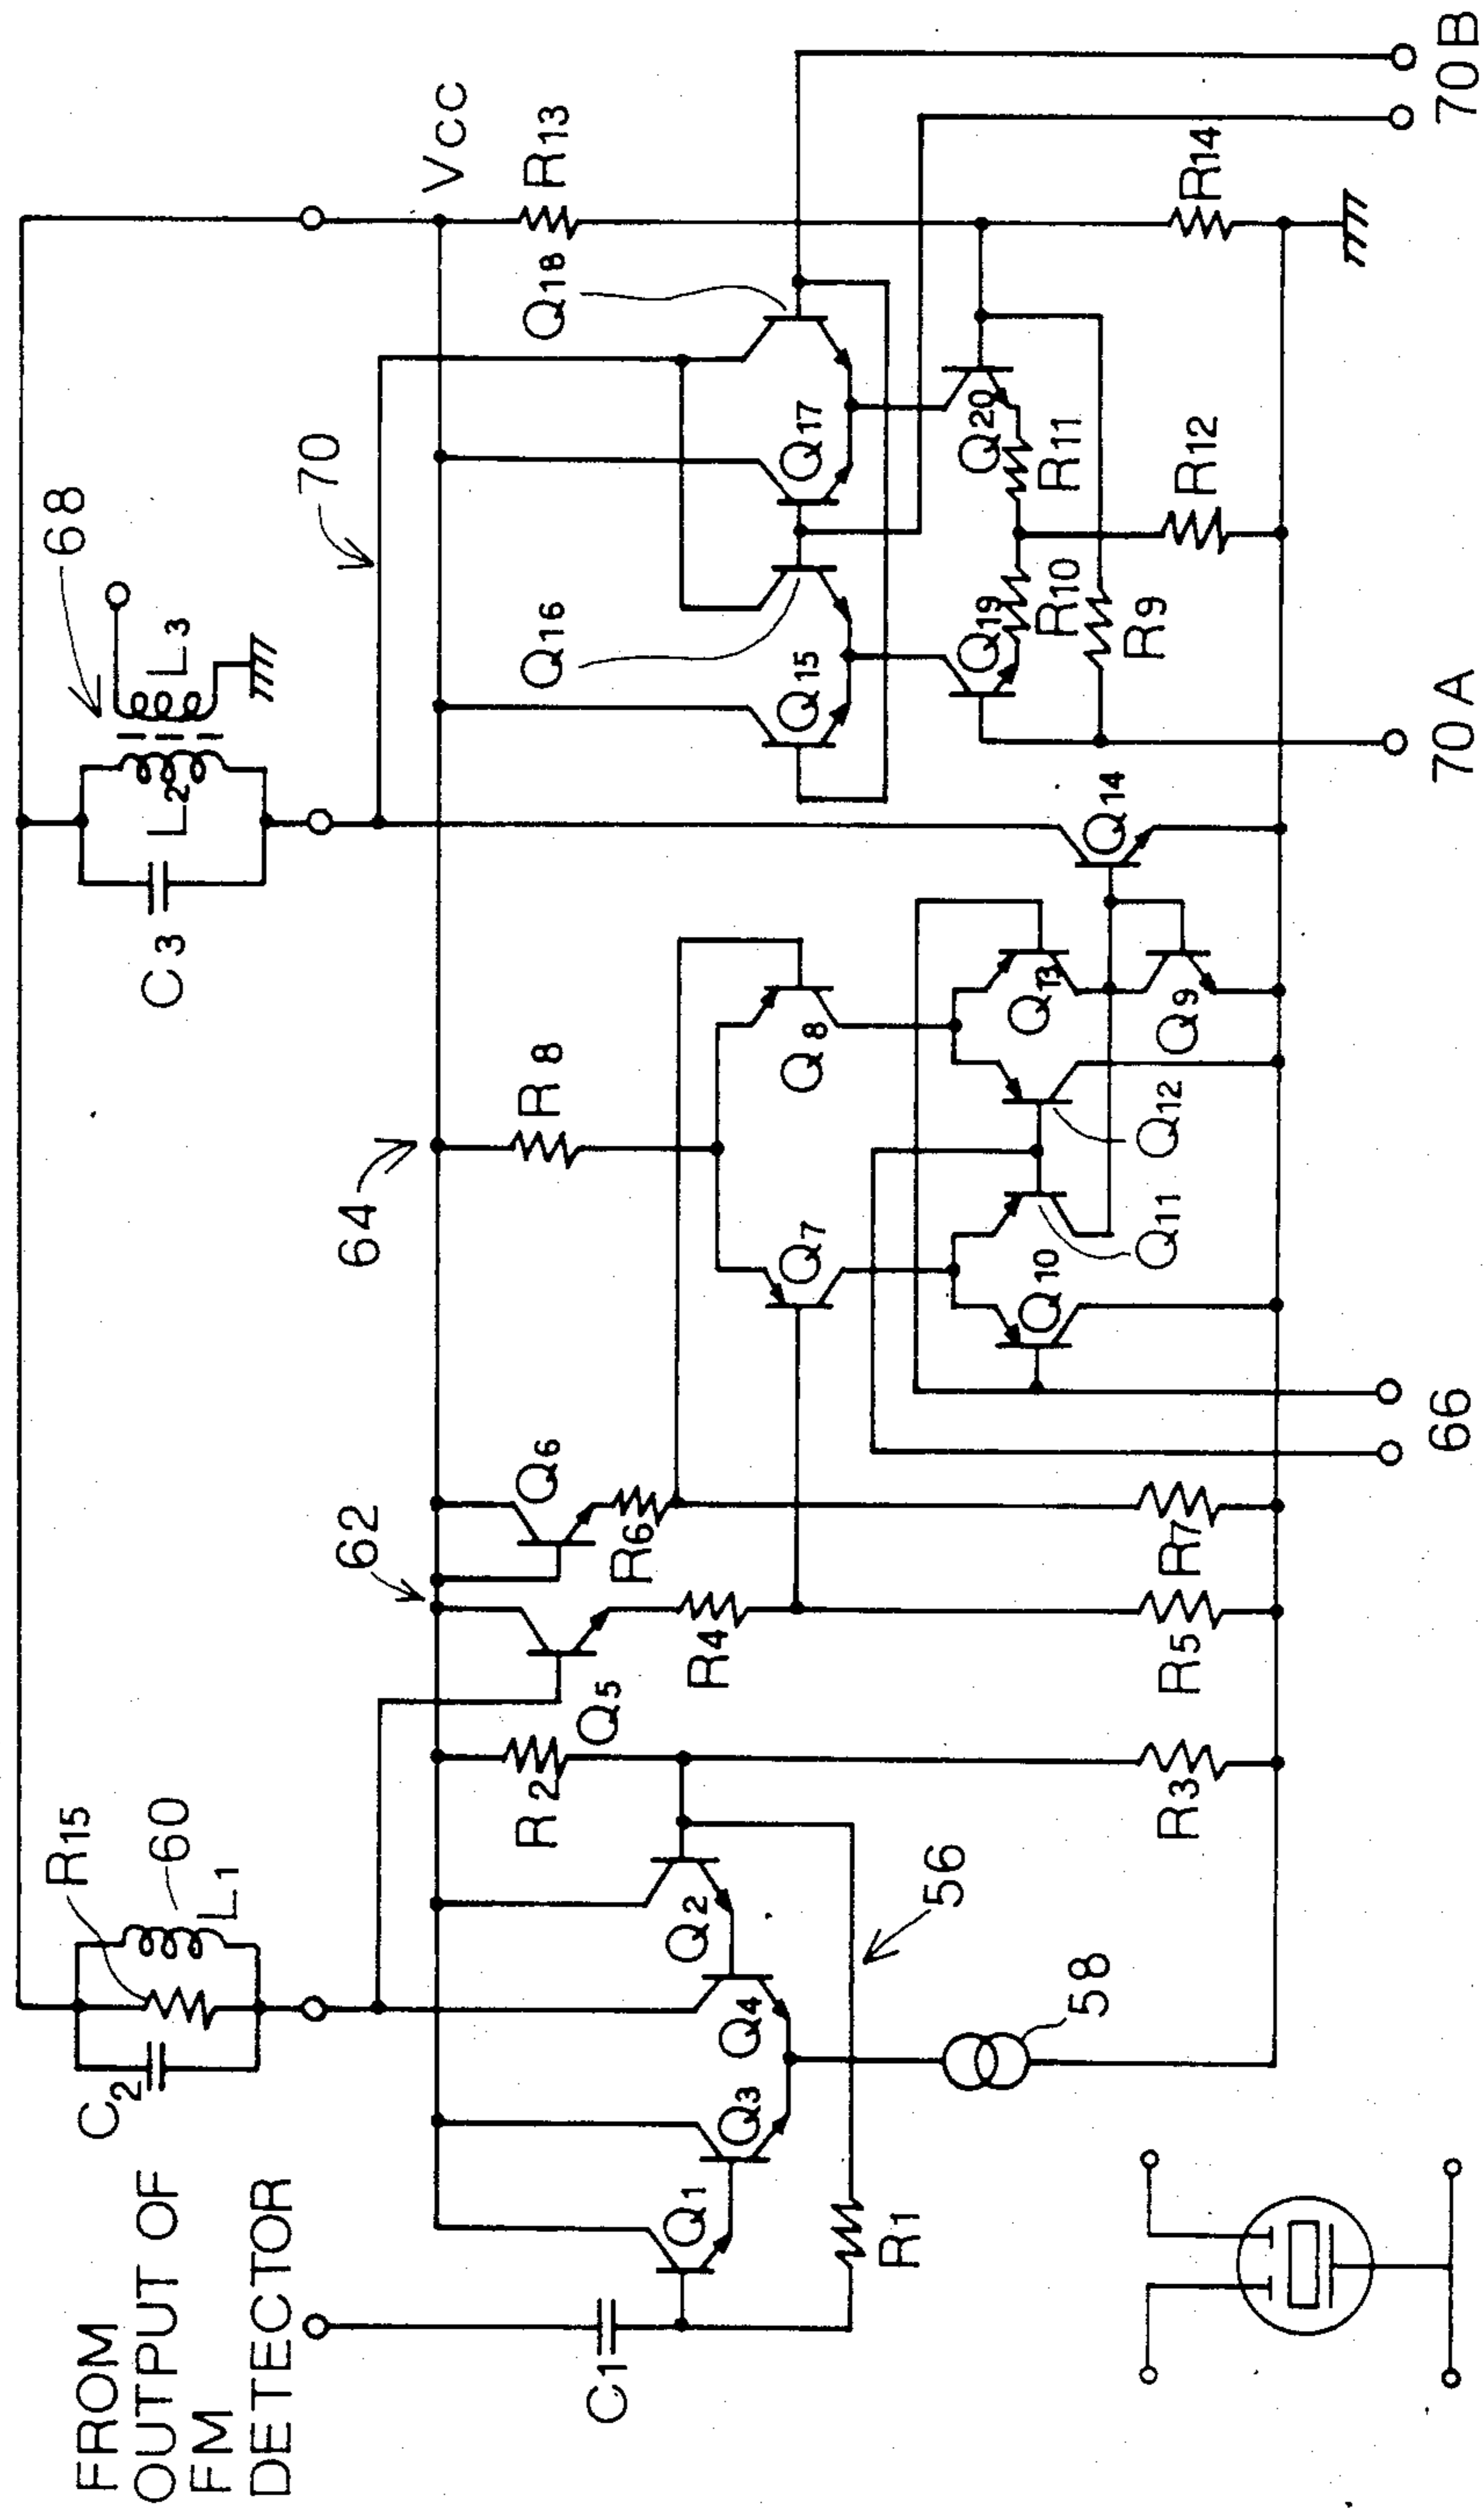 FROM
OUTPUT OF
FM
DETECTOR
C2
R15
60
L1
C3
L2
L3
68
62
64
70
Vcc
C1
Q1
Q3
Q4
Q2
R2
Q5
R4
Q6
R6
R8
Q7
Q8
Q15
Q16
Q17
Q18
R13
R1
56
58
R3
R5
R7
Q10
Q11
Q12
Q13
Q9
Q14
Q19
R10
R9
Q20
R11
R12
R14
66
70A
70B